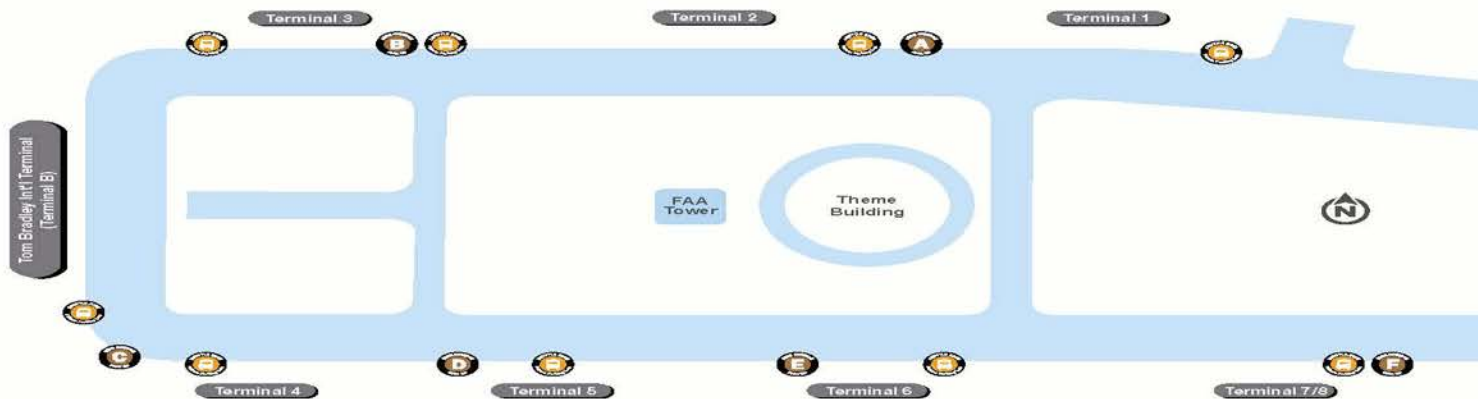 Terminal 3
Terminal 2
Terminal 1
B
A
Tom Bradley Int'l Terminal
(Terminal B)
FAA
Tower
Theme
Building
N
C
D
E
F
Terminal 4
Terminal 5
Terminal 6
Terminal 7/8